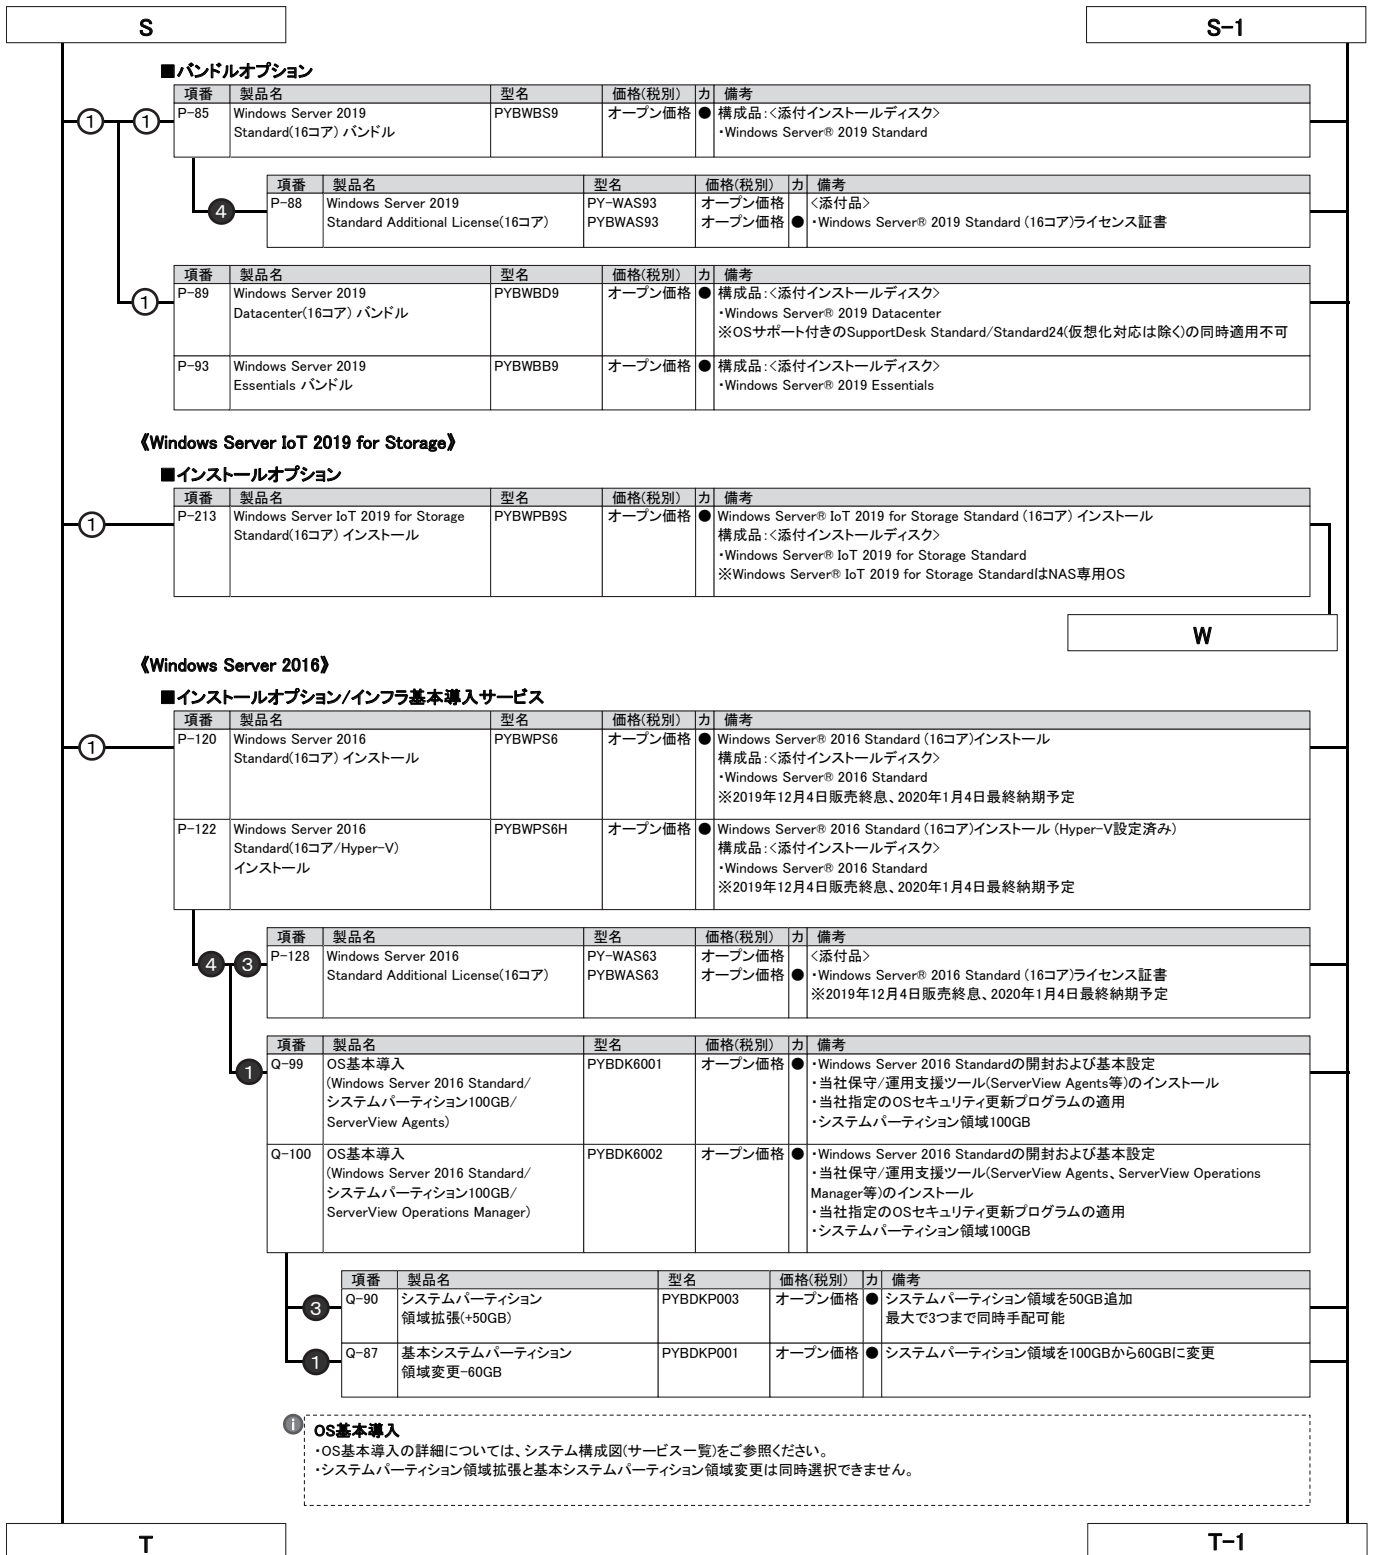 S
S-1
■バンドルオプション
項番 製品名 型名 価格(税別) カ 備考
① ① P-85 Windows Server 2019 PYBWBS9 オープン価格 ● 構成品:<添付インストールディスク>
Standard(16コア) バンドル ・Windows Server® 2019 Standard
項番 製品名 型名 価格(税別) カ 備考
P-88 Windows Server 2019 PY-WAS93 オープン価格 <添付品>
❹ Standard Additional License(16コア) PYBWAS93 オープン価格 ● ・Windows Server® 2019 Standard (16コア)ライセンス証書
項番 製品名 型名 価格(税別) カ 備考
① P-89 Windows Server 2019 PYBWBD9 オープン価格 ● 構成品:<添付インストールディスク>
Datacenter(16コア) バンドル ・Windows Server® 2019 Datacenter
※OSサポート付きのSupportDesk Standard/Standard24(仮想化対応は除く)の同時適用不可
P-93 Windows Server 2019 PYBWBB9 オープン価格 ● 構成品:<添付インストールディスク>
Essentials バンドル ・Windows Server® 2019 Essentials
《Windows Server IoT 2019 for Storage》
■インストールオプション
項番 製品名 型名 価格(税別) カ 備考
① P-213 Windows Server IoT 2019 for Storage PYBWPB9S オープン価格 ● Windows Server® IoT 2019 for Storage Standard (16コア) インストール
Standard(16コア) インストール 構成品:<添付インストールディスク>
・Windows Server® IoT 2019 for Storage Standard
※Windows Server® IoT 2019 for Storage StandardはNAS専用OS
W
《Windows Server 2016》
■インストールオプション/インフラ基本導入サービス
項番 製品名 型名 価格(税別) カ 備考
① P-120 Windows Server 2016 PYBWPS6 オープン価格 ● Windows Server® 2016 Standard (16コア)インストール
Standard(16コア) インストール 構成品:<添付インストールディスク>
・Windows Server® 2016 Standard
※2019年12月4日販売終息、2020年1月4日最終納期予定
P-122 Windows Server 2016 PYBWPS6H オープン価格 ● Windows Server® 2016 Standard (16コア)インストール (Hyper-V設定済み)
Standard(16コア/Hyper-V) 構成品:<添付インストールディスク>
インストール ・Windows Server® 2016 Standard
※2019年12月4日販売終息、2020年1月4日最終納期予定
項番 製品名 型名 価格(税別) カ 備考
❹ ❸ P-128 Windows Server 2016 PY-WAS63 オープン価格 <添付品>
Standard Additional License(16コア) PYBWAS63 オープン価格 ● ・Windows Server® 2016 Standard (16コア)ライセンス証書
※2019年12月4日販売終息、2020年1月4日最終納期予定
項番 製品名 型名 価格(税別) カ 備考
❶ Q-99 OS基本導入 PYBDK6001 オープン価格 ● ・Windows Server 2016 Standardの開封および基本設定
(Windows Server 2016 Standard/ ・当社保守/運用支援ツール(ServerView Agents等)のインストール
システムパーティション100GB/ ・当社指定のOSセキュリティ更新プログラムの適用
ServerView Agents) ・システムパーティション領域100GB
Q-100 OS基本導入 PYBDK6002 オープン価格 ● ・Windows Server 2016 Standardの開封および基本設定
(Windows Server 2016 Standard/ ・当社保守/運用支援ツール(ServerView Agents、ServerView Operations
システムパーティション100GB/ Manager等)のインストール
ServerView Operations Manager) ・当社指定のOSセキュリティ更新プログラムの適用
・システムパーティション領域100GB
項番 製品名 型名 価格(税別) カ 備考
❸ Q-90 システムパーティション PYBDKP003 オープン価格 ● システムパーティション領域を50GB追加
領域拡張(+50GB) 最大で3つまで同時手配可能
❶ Q-87 基本システムパーティション PYBDKP001 オープン価格 ● システムパーティション領域を100GBから60GBに変更
領域変更-60GB
i OS基本導入
・OS基本導入の詳細については、システム構成図(サービス一覧)をご参照ください。
・システムパーティション領域拡張と基本システムパーティション領域変更は同時選択できません。
T
T-1